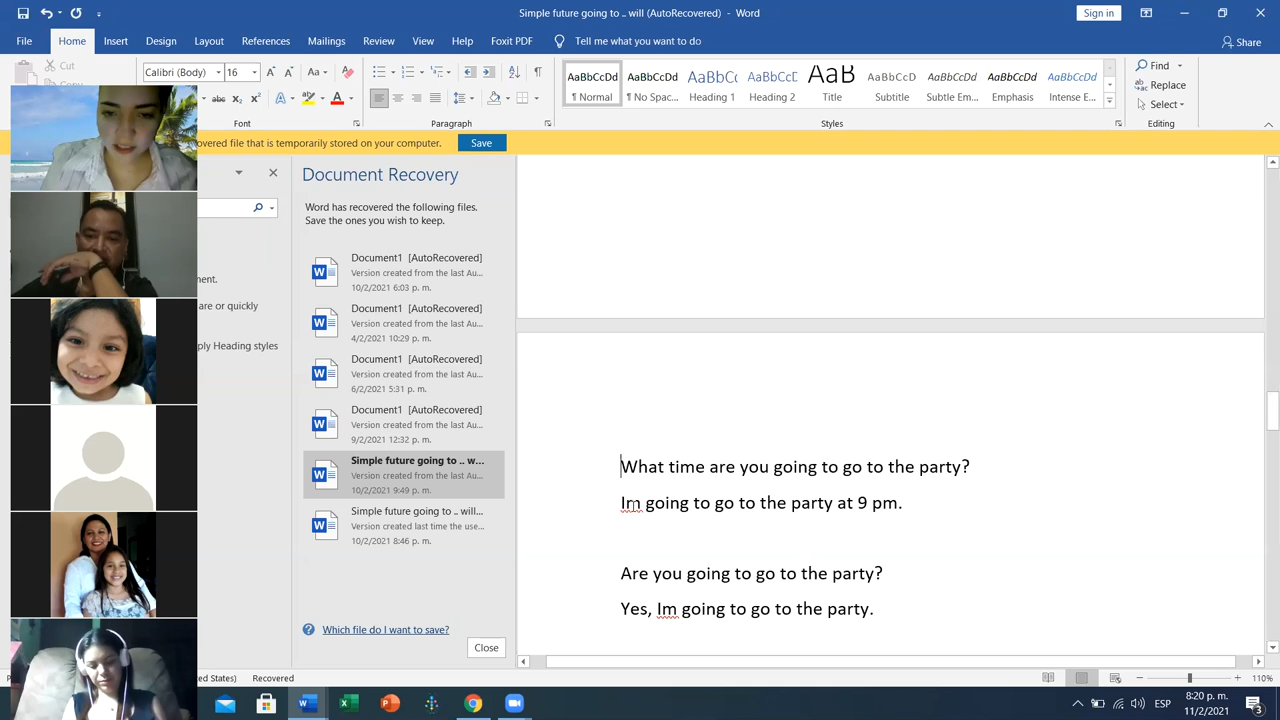 Simple future going to .. will (AutoRecovered) - Word
Sign in
File Home Insert Design Layout References Mailings Review View Help Foxit PDF Tell me what you want to do Share
Cut
Copy
Calibri (Body) 16
Aa
abc x₂ x² A A
AaBbCcDd AaBbCcDd AaBbCc AaBbCcD AaB AaBbCcDd AaBbCcDd AaBbCcDd AaBbCcDd
¶ Normal ¶ No Spac... Heading 1 Heading 2 Title Subtitle Subtle Em... Emphasis Intense E...
Find
Replace
Select
Font Paragraph Styles Editing
overed file that is temporarily stored on your computer. Save
Document Recovery
Word has recovered the following files.
Save the ones you wish to keep.
Document1 [AutoRecovered]
Version created from the last Au...
10/2/2021 6:03 p. m.
Document1 [AutoRecovered]
Version created from the last Au...
4/2/2021 10:29 p. m.
Document1 [AutoRecovered]
Version created from the last Au...
6/2/2021 5:31 p. m.
Document1 [AutoRecovered]
Version created from the last Au...
9/2/2021 12:32 p. m.
Simple future going to .. w...
Version created from the last Au...
10/2/2021 9:49 p. m.
Simple future going to .. will...
Version created last time the use...
10/2/2021 8:46 p. m.
Which file do I want to save?
Close
ment.
are or quickly
ply Heading styles
What time are you going to go to the party?
Im going to go to the party at 9 pm.
Are you going to go to the party?
Yes, Im going to go to the party.
ed States) Recovered
110%
ESP
8:20 p. m.
11/2/2021
3